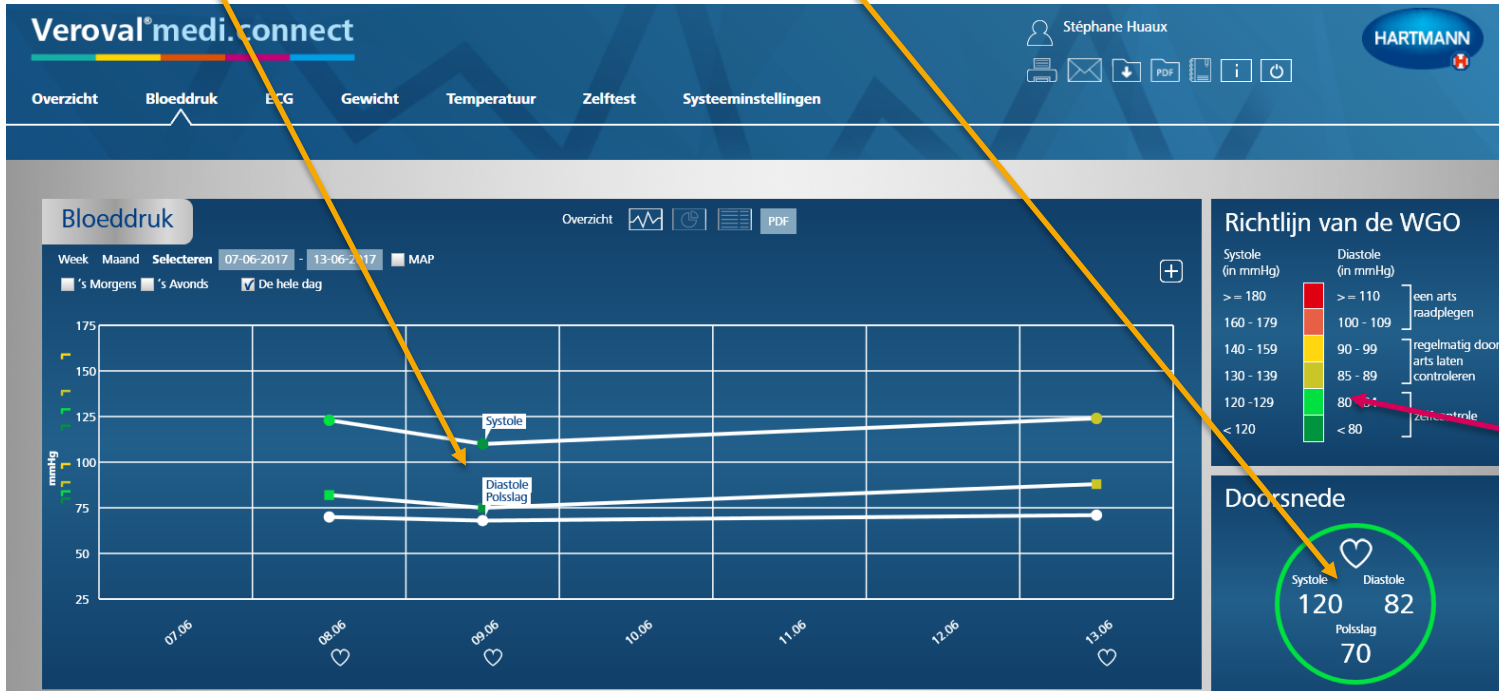 Veroval®medi.connect
Stéphane Huaux
HARTMANN
PDF
i
Overzicht Bloeddruk ECG Gewicht Temperatuur Zelftest Systeeminstellingen
Bloeddruk
Overzicht PDF
Week Maand Selecteren 07-06-2017 - 13-06-2017 MAP
's Morgens 's Avonds De hele dag
175
150
125
100
75
50
25
mmHg
Systole
Diastole
Polsslag
07.06 08.06 09.06 10.06 11.06 12.06 13.06
Richtlijn van de WGO
Systole Diastole
(in mmHg) (in mmHg)
>= 180 >= 110 een arts
raadplegen
160 - 179 100 - 109
140 - 159 90 - 99 regelmatig door
arts laten
130 - 139 85 - 89 controleren
120 -129 80
zelfcontrole
< 120 < 80
Doorsnede
Systole Diastole
120 82
Polsslag
70